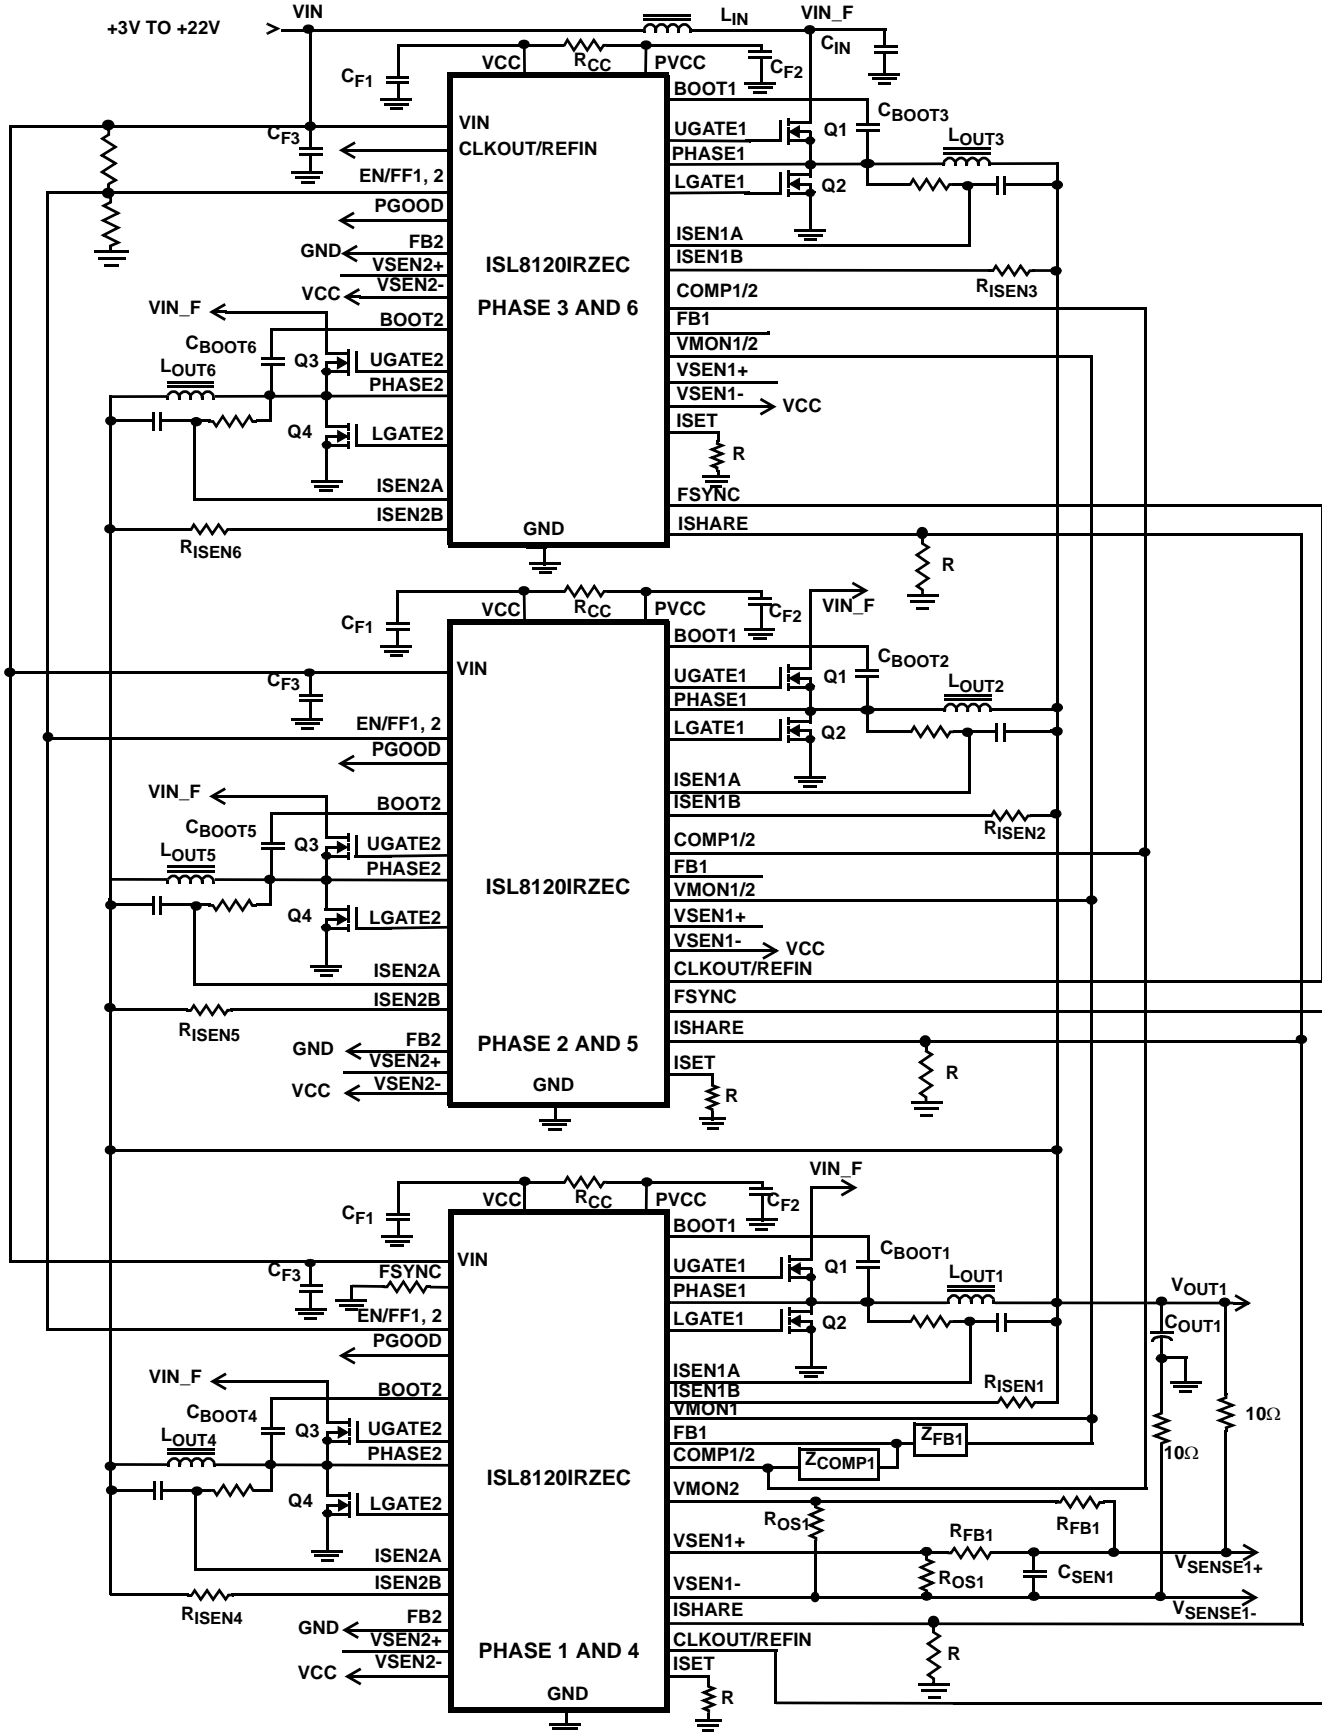 +3V TO +22V
VIN
LIN
VIN_F
CIN
CF1
VCC
RCC
PVCC
CF2
BOOT1
CBOOT3
VIN
UGATE1
Q1
LOUT3
CF3
CLKOUT/REFIN
PHASE1
EN/FF1, 2
LGATE1
Q2
PGOOD
ISEN1A
GND
FB2
ISL8120IRZEC
ISEN1B
VSEN2+
RISEN3
VCC
VSEN2-
COMP1/2
VIN_F
PHASE 3 AND 6
BOOT2
FB1
CBOOT6
VMON1/2
LOUT6
Q3
UGATE2
VSEN1+
PHASE2
VSEN1-
VCC
Q4
LGATE2
ISET
R
ISEN2A
FSYNC
ISEN2B
ISHARE
RISEN6
GND
R
CF1
VCC
RCC
PVCC
CF2
VIN_F
BOOT1
CBOOT2
VIN
UGATE1
Q1
LOUT2
CF3
PHASE1
EN/FF1, 2
LGATE1
Q2
PGOOD
ISEN1A
VIN_F
BOOT2
ISEN1B
RISEN2
CBOOT5
Q3
UGATE2
COMP1/2
LOUT5
PHASE2
FB1
ISL8120IRZEC
VMON1/2
Q4
LGATE2
VSEN1+
VSEN1-
VCC
ISEN2A
CLKOUT/REFIN
ISEN2B
FSYNC
RISEN5
ISHARE
GND
FB2
PHASE 2 AND 5
VSEN2+
ISET
R
VCC
VSEN2-
GND
R
VIN_F
CF1
VCC
RCC
PVCC
CF2
BOOT1
CBOOT1
VIN
UGATE1
Q1
LOUT1
CF3
FSYNC
PHASE1
VOUT1
EN/FF1, 2
LGATE1
Q2
COUT1
PGOOD
ISEN1A
VIN_F
BOOT2
ISEN1B
RISEN1
CBOOT4
VMON1
10Ω
Q3
UGATE2
FB1
ZFB1
LOUT4
PHASE2
COMP1/2
ZCOMP1
10Ω
ISL8120IRZEC
VMON2
Q4
LGATE2
ROS1
RFB1
VSEN1+
RFB1
ISEN2A
VSENSE1+
ISEN2B
VSEN1-
ROS1
CSEN1
RISEN4
ISHARE
VSENSE1-
GND
FB2
VSEN2+
PHASE 1 AND 4
CLKOUT/REFIN
R
VCC
VSEN2-
ISET
GND
R